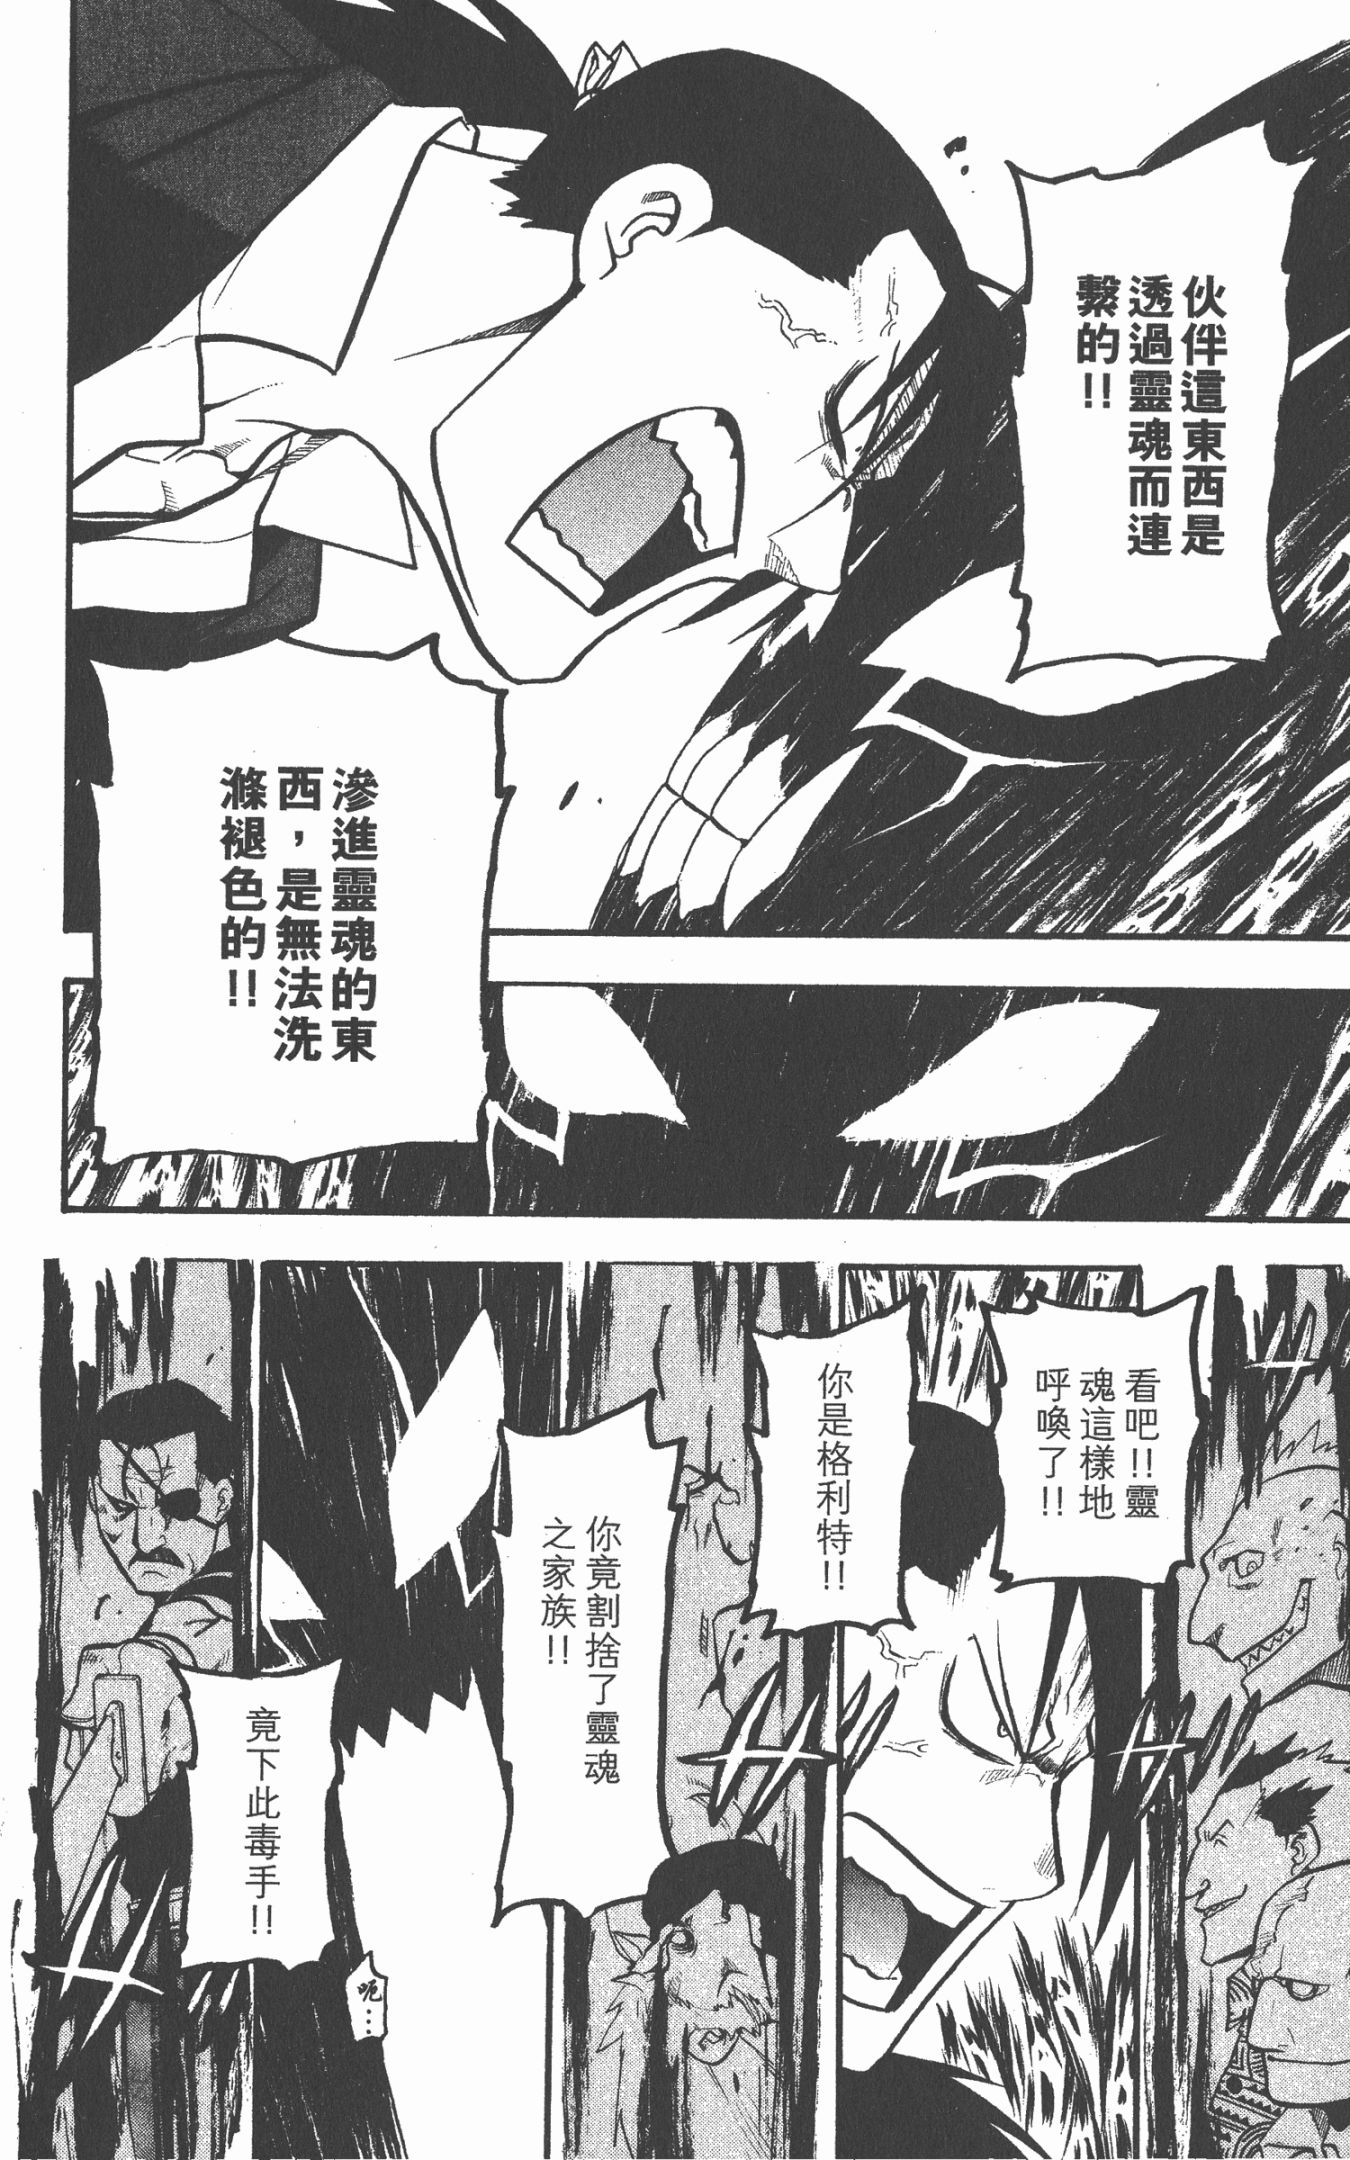 伙伴這東西是
透過靈魂而連
繫的!!
滲進靈魂的東
西，是無法洗
滌褪色的!!
看吧!!靈
魂這樣地
呼喚了!!
你是格利特!!
你竟割捨了靈魂
之家族!!
竟下此毒手!!
呃…